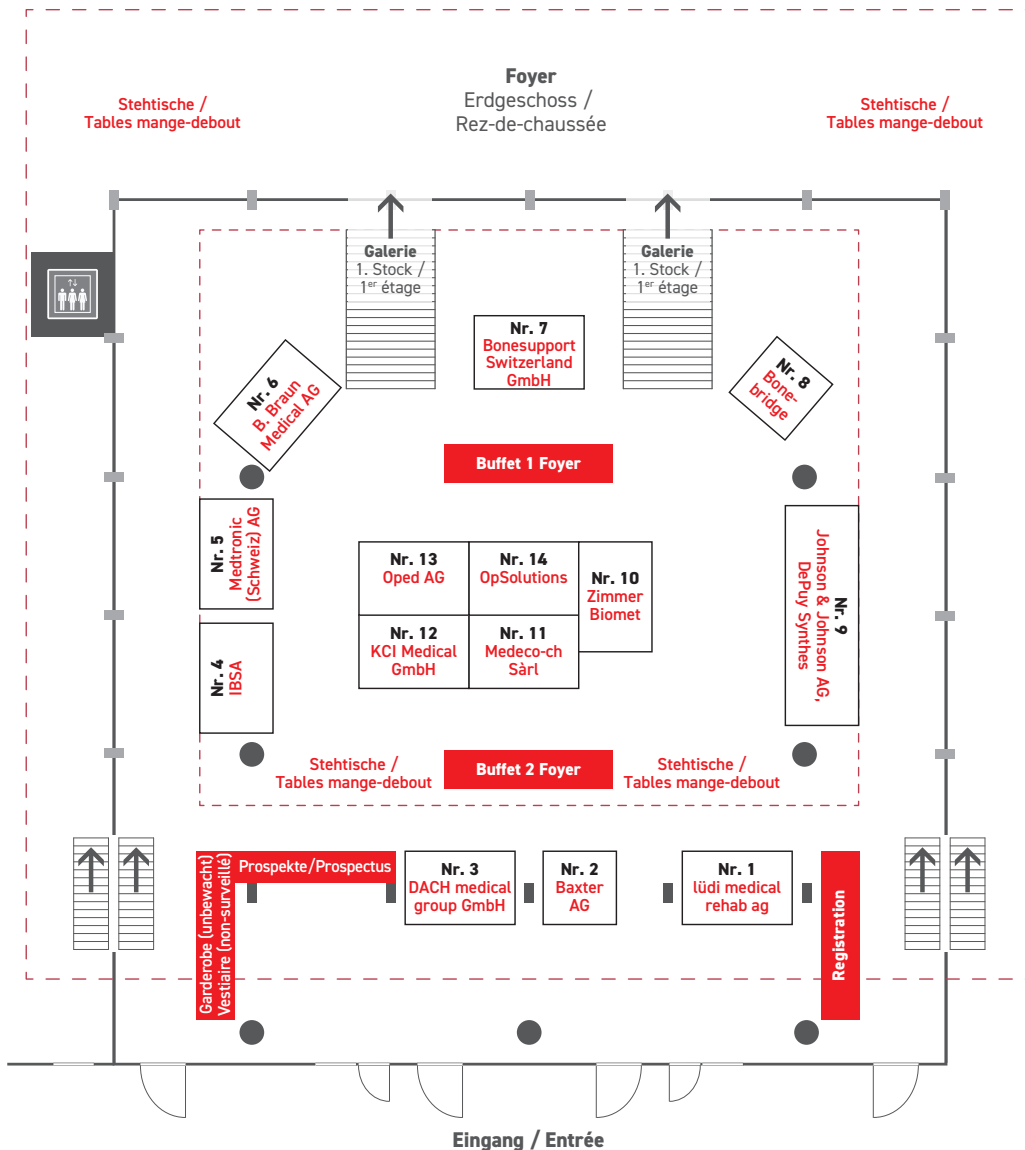 Foyer
Erdgeschoss /
Rez-de-chaussée
Stehtische /
Tables mange-debout
Stehtische /
Tables mange-debout
Galerie
1. Stock /
1er étage
Galerie
1. Stock /
1er étage
Nr. 7
Bonesupport
Switzerland
GmbH
Nr. 6
B. Braun
Medical AG
Nr. 8
Bone-
bridge
Buffet 1 Foyer
Nr. 5
Medtronic
(Schweiz) AG
Nr. 13
Oped AG
Nr. 14
OpSolutions
Nr. 10
Zimmer
Biomet
Nr. 9
Johnson & Johnson AG,
DePuy Synthes
Nr. 4
IBSA
Nr. 12
KCI Medical
GmbH
Nr. 11
Medeco-ch
Sàrl
Stehtische /
Tables mange-debout
Buffet 2 Foyer
Stehtische /
Tables mange-debout
Garderobe (unbewacht)
Vestiaire (non-surveillé)
Prospekte/Prospectus
Nr. 3
DACH medical
group GmbH
Nr. 2
Baxter
AG
Nr. 1
lüdi medical
rehab ag
Registration
Eingang / Entrée